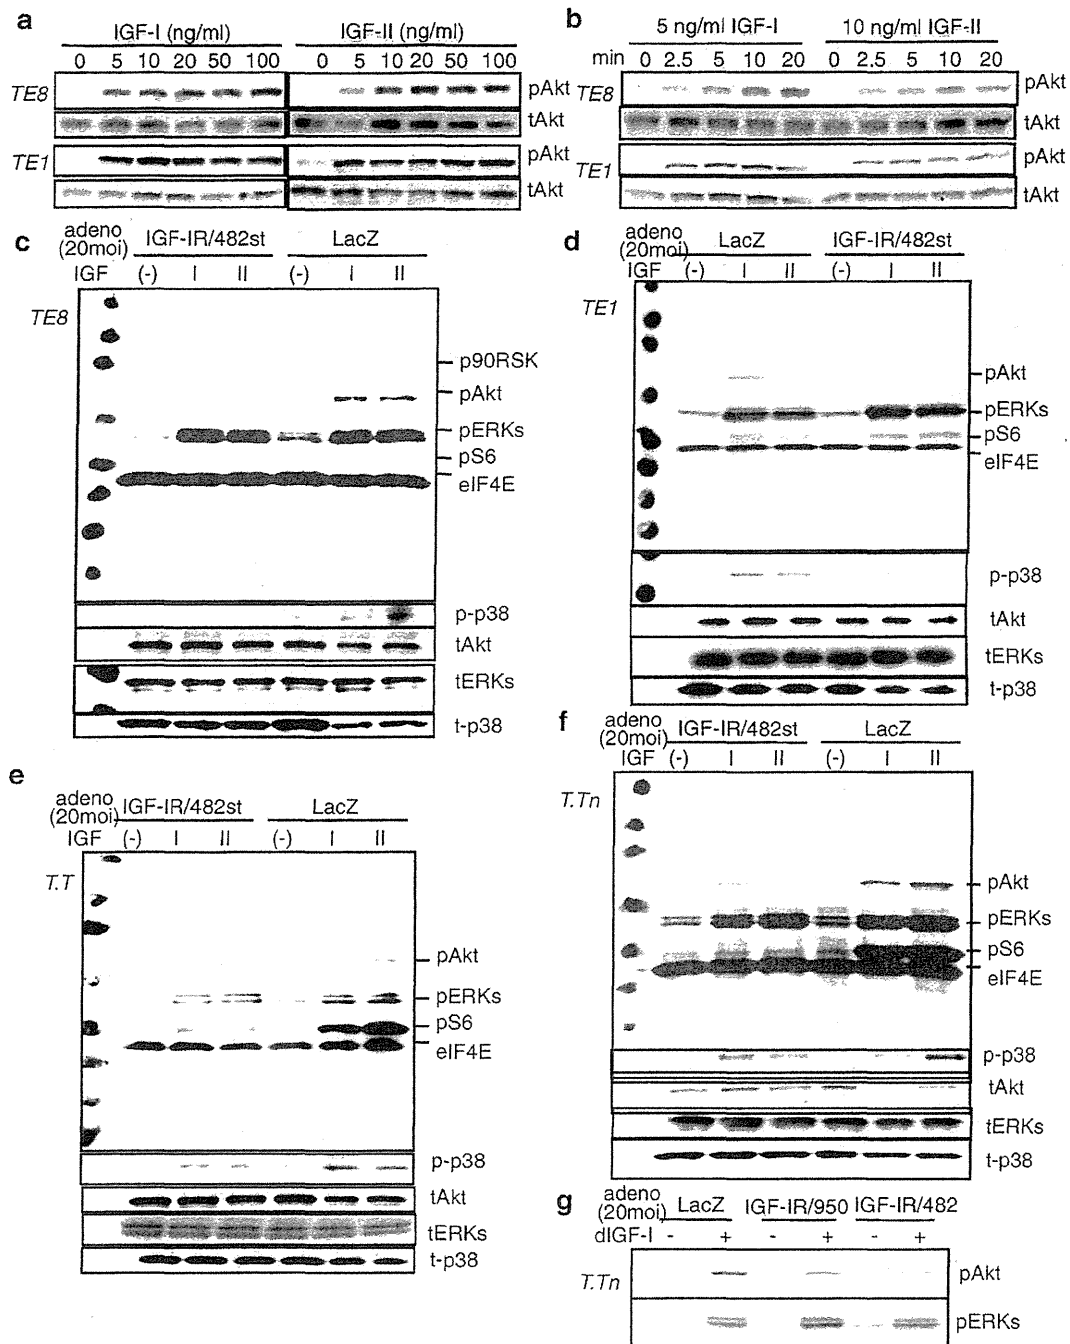 a
IGF-I (ng/ml) IGF-II (ng/ml)
0 5 10 20 50 100 0 5 10 20 50 100
TE8 pAkt
tAkt
TE1 pAkt
tAkt
b
5 ng/ml IGF-I 10 ng/ml IGF-II
min 0 2.5 5 10 20 0 2.5 5 10 20
TE8 pAkt
tAkt
TE1 pAkt
tAkt
c
adeno (20moi) IGF-IR/482st LacZ
IGF (-) I II (-) I II
TE8
p90RSK
pAkt
pERKs
pS6
eIF4E
p-p38
tAkt
tERKs
t-p38
d
adeno (20moi) LacZ IGF-IR/482st
IGF (-) I II (-) I II
TE1
pAkt
pERKs
pS6
eIF4E
p-p38
tAkt
tERKs
t-p38
e
adeno (20moi) IGF-IR/482st LacZ
IGF (-) I II (-) I II
T.T
pAkt
pERKs
pS6
eIF4E
p-p38
tAkt
tERKs
t-p38
f
adeno (20moi) IGF-IR/482st LacZ
IGF (-) I II (-) I II
T.Tn
pAkt
pERKs
pS6
eIF4E
p-p38
tAkt
tERKs
t-p38
g
adeno (20moi) LacZ IGF-IR/950 IGF-IR/482
dIGF-I - + - + - +
T.Tn pAkt
pERKs